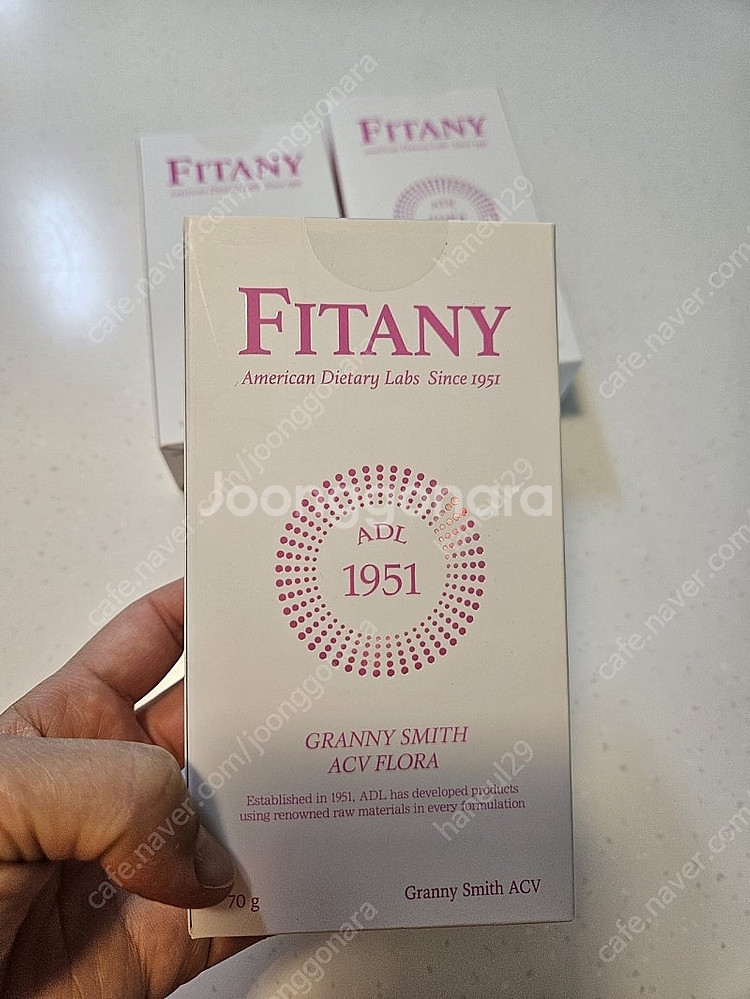 FITANY
FITANY
FITANY
American Dietary Labs Since 1951
Joonggonara
ADL
1951
GRANNY SMITH
ACV FLORA
Established in 1951, ADL has developed products
using renowned raw materials in every formulation
70 g
Granny Smith ACV
cafe.naver.com/joonggonara
haneul29